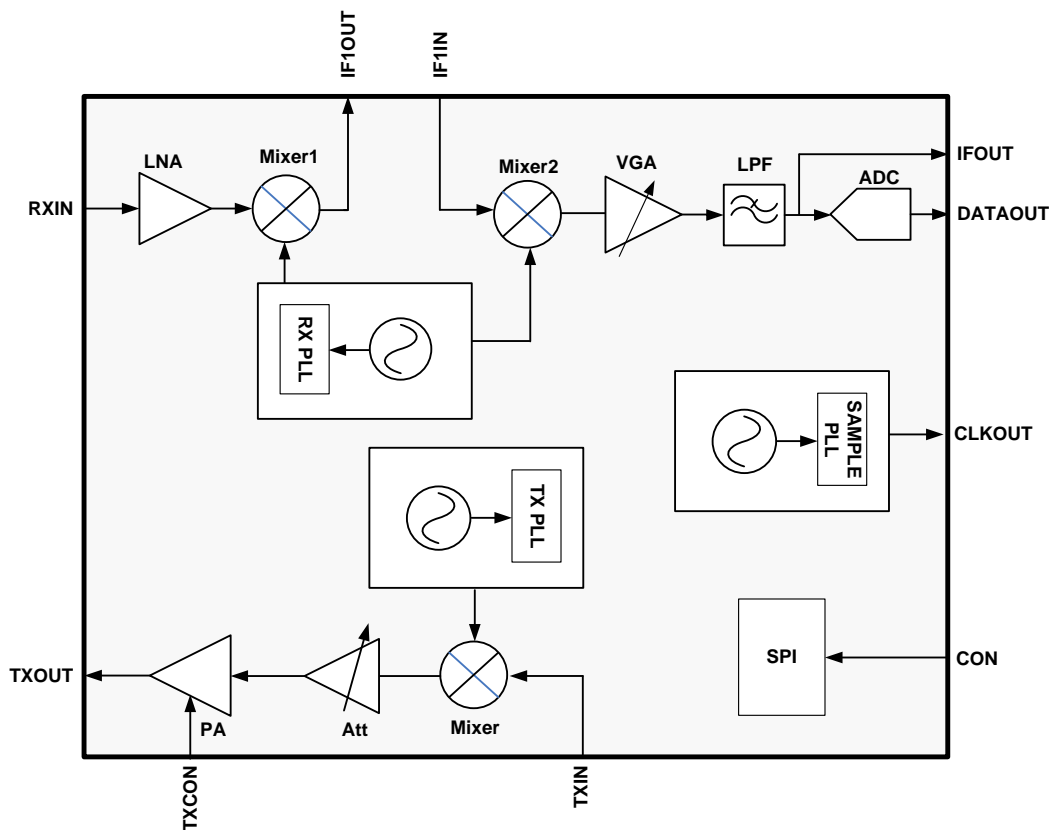 IF1OUT
IF1IN
LNA
Mixer1
Mixer2
VGA
LPF
ADC
IFOUT
RXIN
DATAOUT
RX PLL
SAMPLE
PLL
CLKOUT
TX PLL
SPI
CON
TXOUT
PA
Att
Mixer
TXCON
TXIN